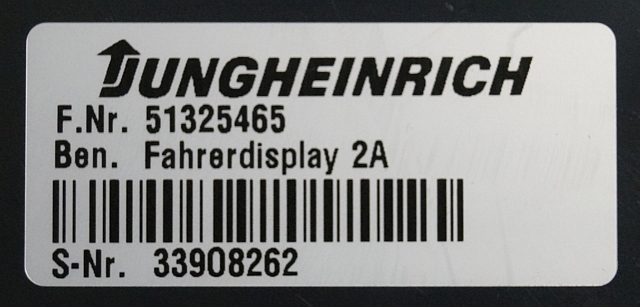 JUNGHEINRICH
F.Nr. 51325465
Ben. Fahrerdisplay 2A
S-Nr. 33908262